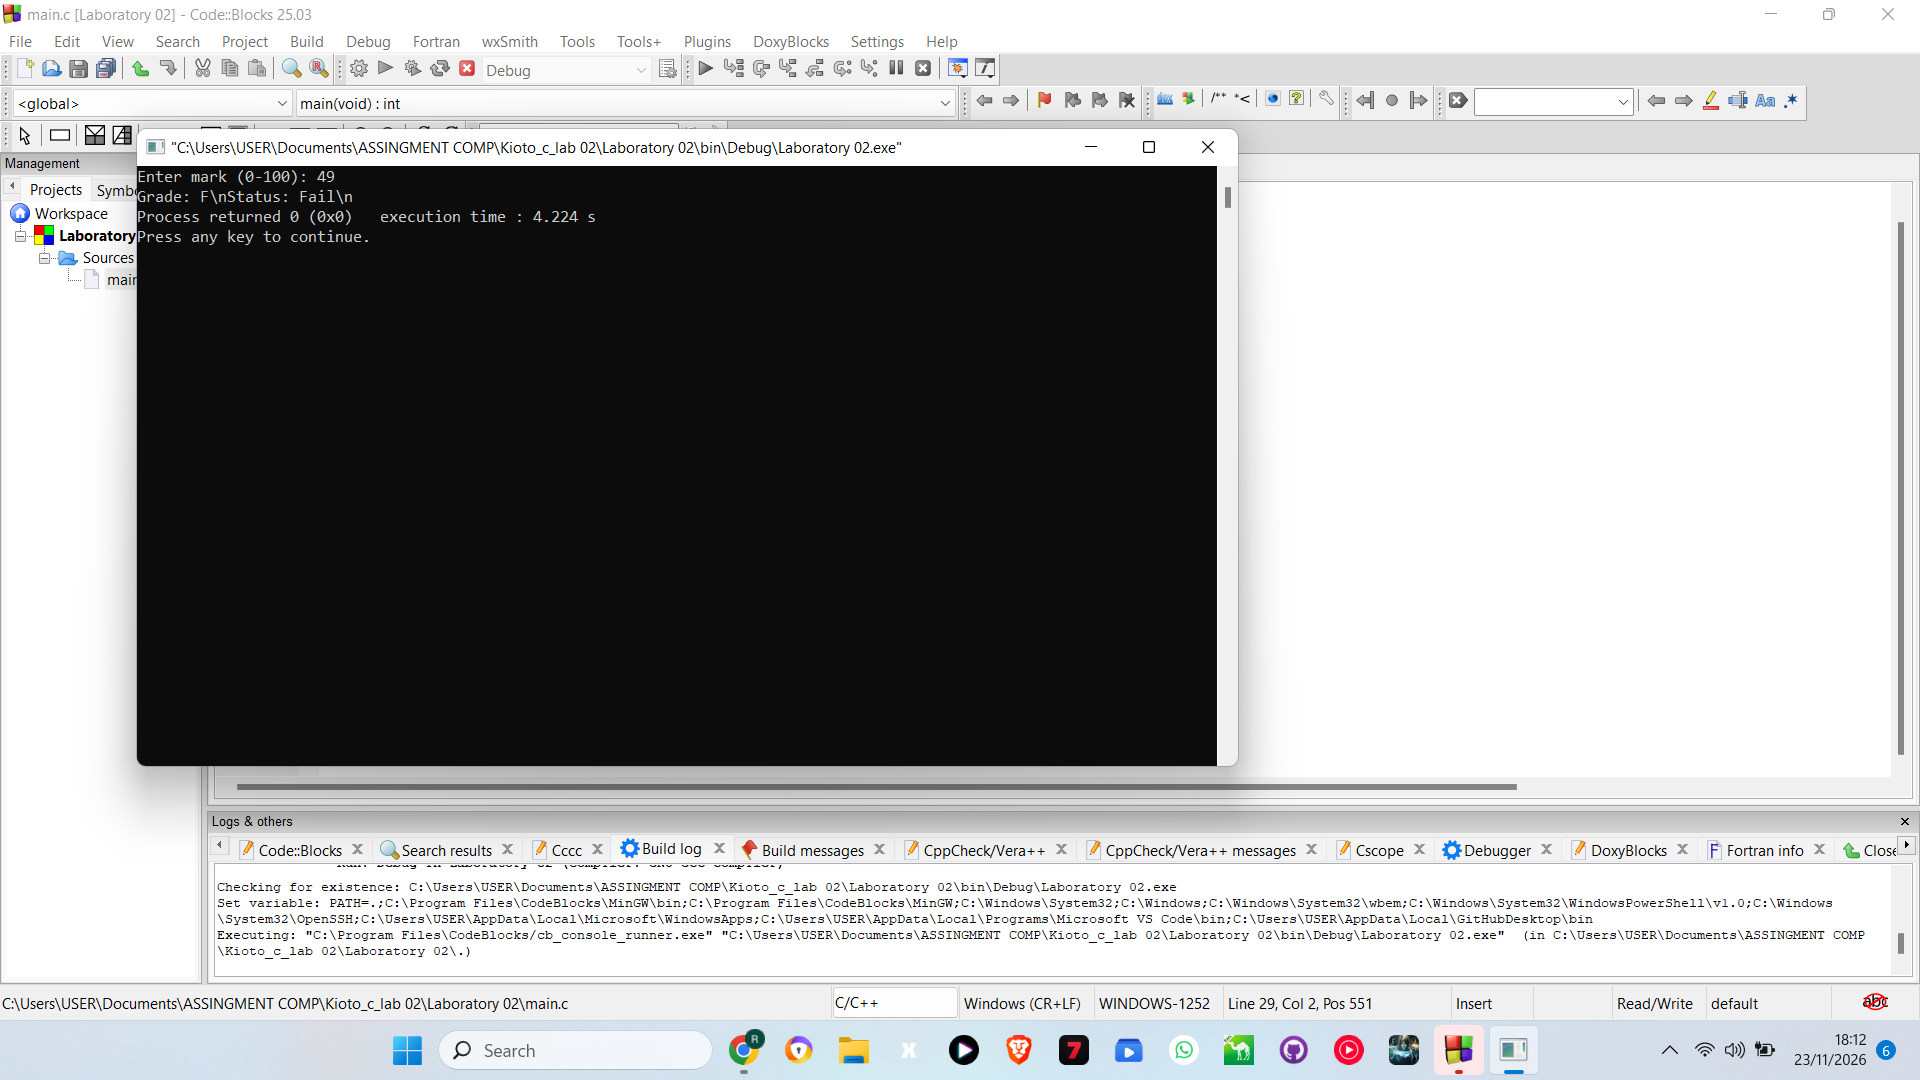 main.c [Laboratory 02] - Code::Blocks 25.03
File Edit View Search Project Build Debug Fortran wxSmith Tools Tools+ Plugins DoxyBlocks Settings Help
Debug
<global> main(void) : int
/** *<
Aa .*
Management
Projects Symbo
Workspace
Laboratory
Sources
main
"C:\Users\USER\Documents\ASSINGMENT COMP\Kioto_c_lab 02\Laboratory 02\bin\Debug\Laboratory 02.exe"
Enter mark (0-100): 49
Grade: F\nStatus: Fail\n
Process returned 0 (0x0)   execution time : 4.224 s
Press any key to continue.
Logs & others
Code::Blocks Search results Cccc Build log Build messages CppCheck/Vera++ CppCheck/Vera++ messages Cscope Debugger DoxyBlocks Fortran info Close
Checking for existence: C:\Users\USER\Documents\ASSINGMENT COMP\Kioto_c_lab 02\Laboratory 02\bin\Debug\Laboratory 02.exe
Set variable: PATH=.;C:\Program Files\CodeBlocks\MinGW\bin;C:\Program Files\CodeBlocks\MinGW;C:\Windows\System32;C:\Windows;C:\Windows\System32\wbem;C:\Windows\System32\WindowsPowerShell\v1.0;C:\Windows
\System32\OpenSSH;C:\Users\USER\AppData\Local\Microsoft\WindowsApps;C:\Users\USER\AppData\Local\Programs\Microsoft VS Code\bin;C:\Users\USER\AppData\Local\GitHubDesktop\bin
Executing: "C:\Program Files\CodeBlocks/cb_console_runner.exe" "C:\Users\USER\Documents\ASSINGMENT COMP\Kioto_c_lab 02\Laboratory 02\bin\Debug\Laboratory 02.exe"  (in C:\Users\USER\Documents\ASSINGMENT COMP
\Kioto_c_lab 02\Laboratory 02\.)
C:\Users\USER\Documents\ASSINGMENT COMP\Kioto_c_lab 02\Laboratory 02\main.c C/C++ Windows (CR+LF) WINDOWS-1252 Line 29, Col 2, Pos 551 Insert Read/Write default abc
Search R 7 18:12
23/11/2026 6